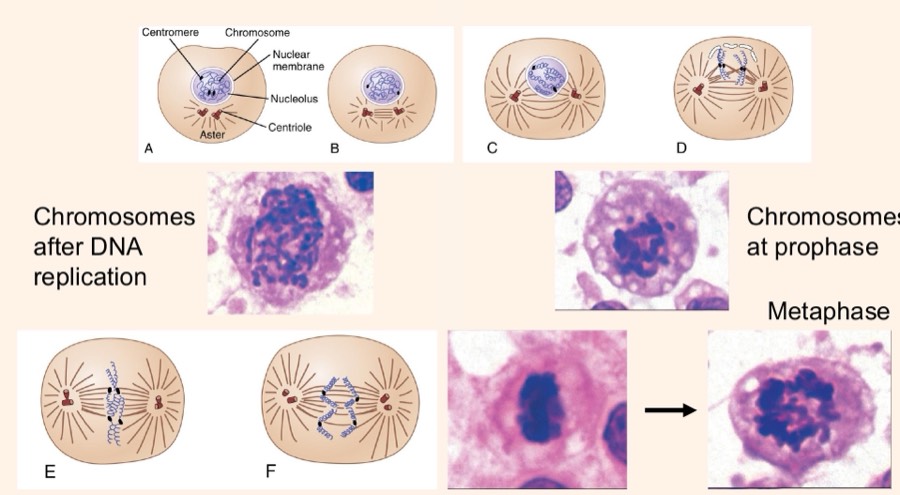 Centromere
Chromosome
Nuclear
membrane
Nucleolus
Centriole
Aster
A
B
C
D
Chromosomes
after DNA
replication
Chromosomes
at prophase
Metaphase
E
F